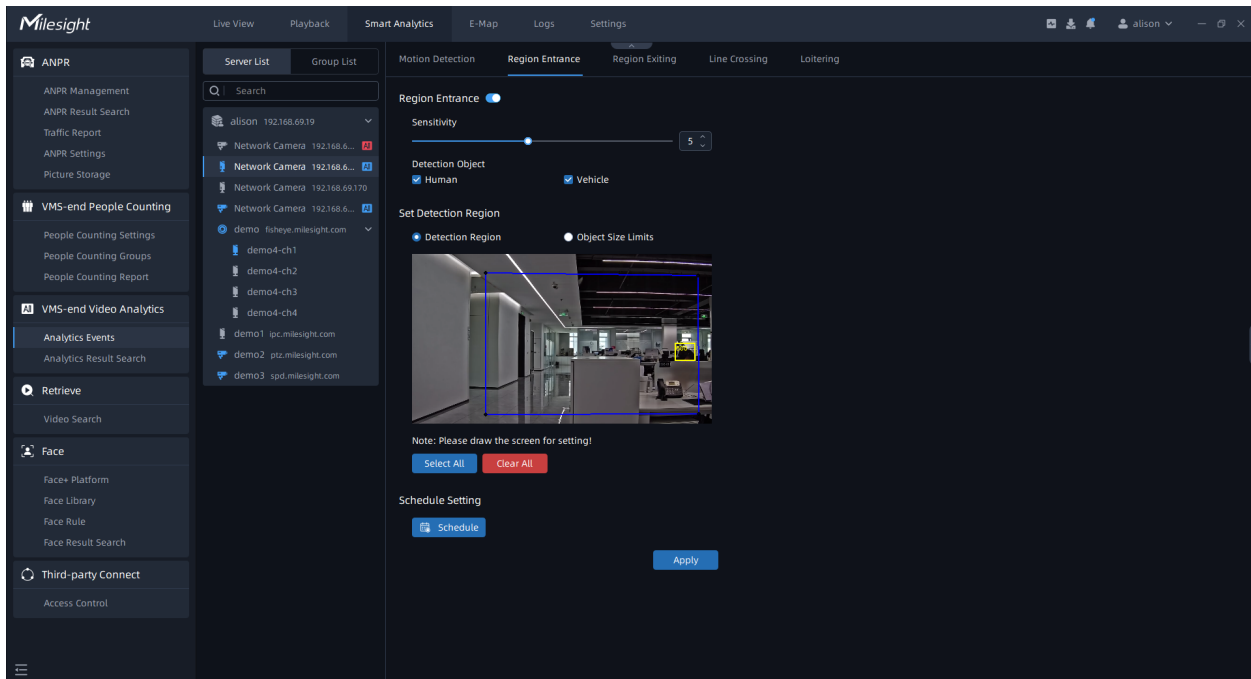 Milesight
Live View Playback Smart Analytics E-Map Logs Settings alison
ANPR
ANPR Management
ANPR Result Search
Traffic Report
ANPR Settings
Picture Storage
VMS-end People Counting
People Counting Settings
People Counting Groups
People Counting Report
AI VMS-end Video Analytics
Analytics Events
Analytics Result Search
Retrieve
Video Search
Face
Face+ Platform
Face Library
Face Rule
Face Result Search
Third-party Connect
Access Control
Server List Group List
Search
alison 192.168.69.19
Network Camera 192.168.6... AI
Network Camera 192.168.6... AI
Network Camera 192.168.69.170
Network Camera 192.168.6... AI
demo fisheye.milesight.com
demo4-ch1
demo4-ch2
demo4-ch3
demo4-ch4
demo1 ipc.milesight.com
demo2 ptz.milesight.com
demo3 spd.milesight.com
Motion Detection Region Entrance Region Exiting Line Crossing Loitering
Region Entrance
Sensitivity
5
Detection Object
Human Vehicle
Set Detection Region
Detection Region Object Size Limits
Note: Please draw the screen for setting!
Select All Clear All
Schedule Setting
Schedule
Apply